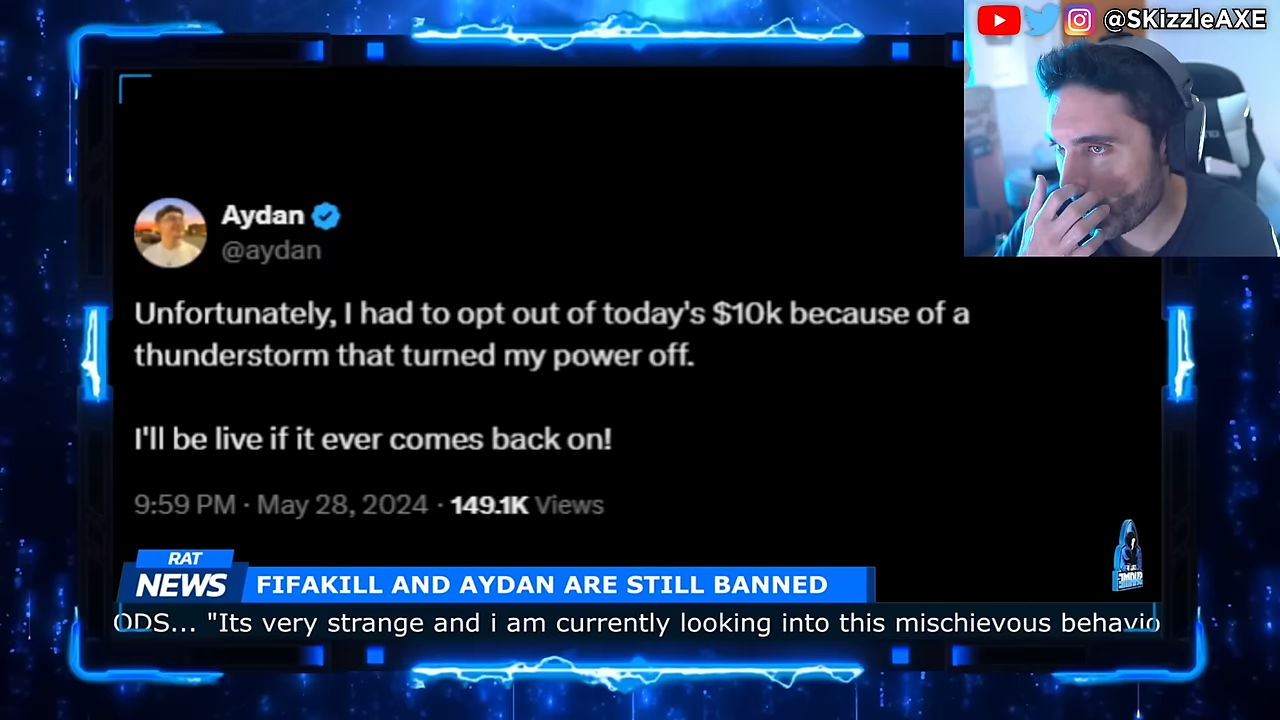 @SKizzleAXE
Aydan
@aydan
Unfortunately, I had to opt out of today's $10k because of a
thunderstorm that turned my power off.
I'll be live if it ever comes back on!
9:59 PM · May 28, 2024 · 149.1K Views
RAT
NEWS
FIFAKILL AND AYDAN ARE STILL BANNED
ODS... "Its very strange and i am currently looking into this mischievous behavio